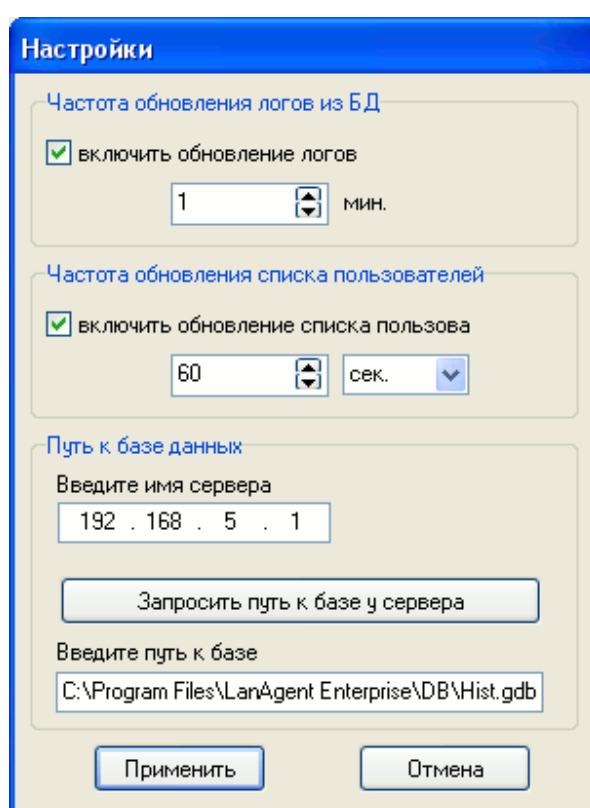 Настройки
Частота обновления логов из БД
включить обновление логов
1 мин.
Частота обновления списка пользователей
включить обновление списка пользова
60 сек.
Путь к базе данных
Введите имя сервера
192 . 168 . 5 . 1
Запросить путь к базе у сервера
Введите путь к базе
C:\Program Files\LanAgent Enterprise\DB\Hist.gdb
Применить Отмена